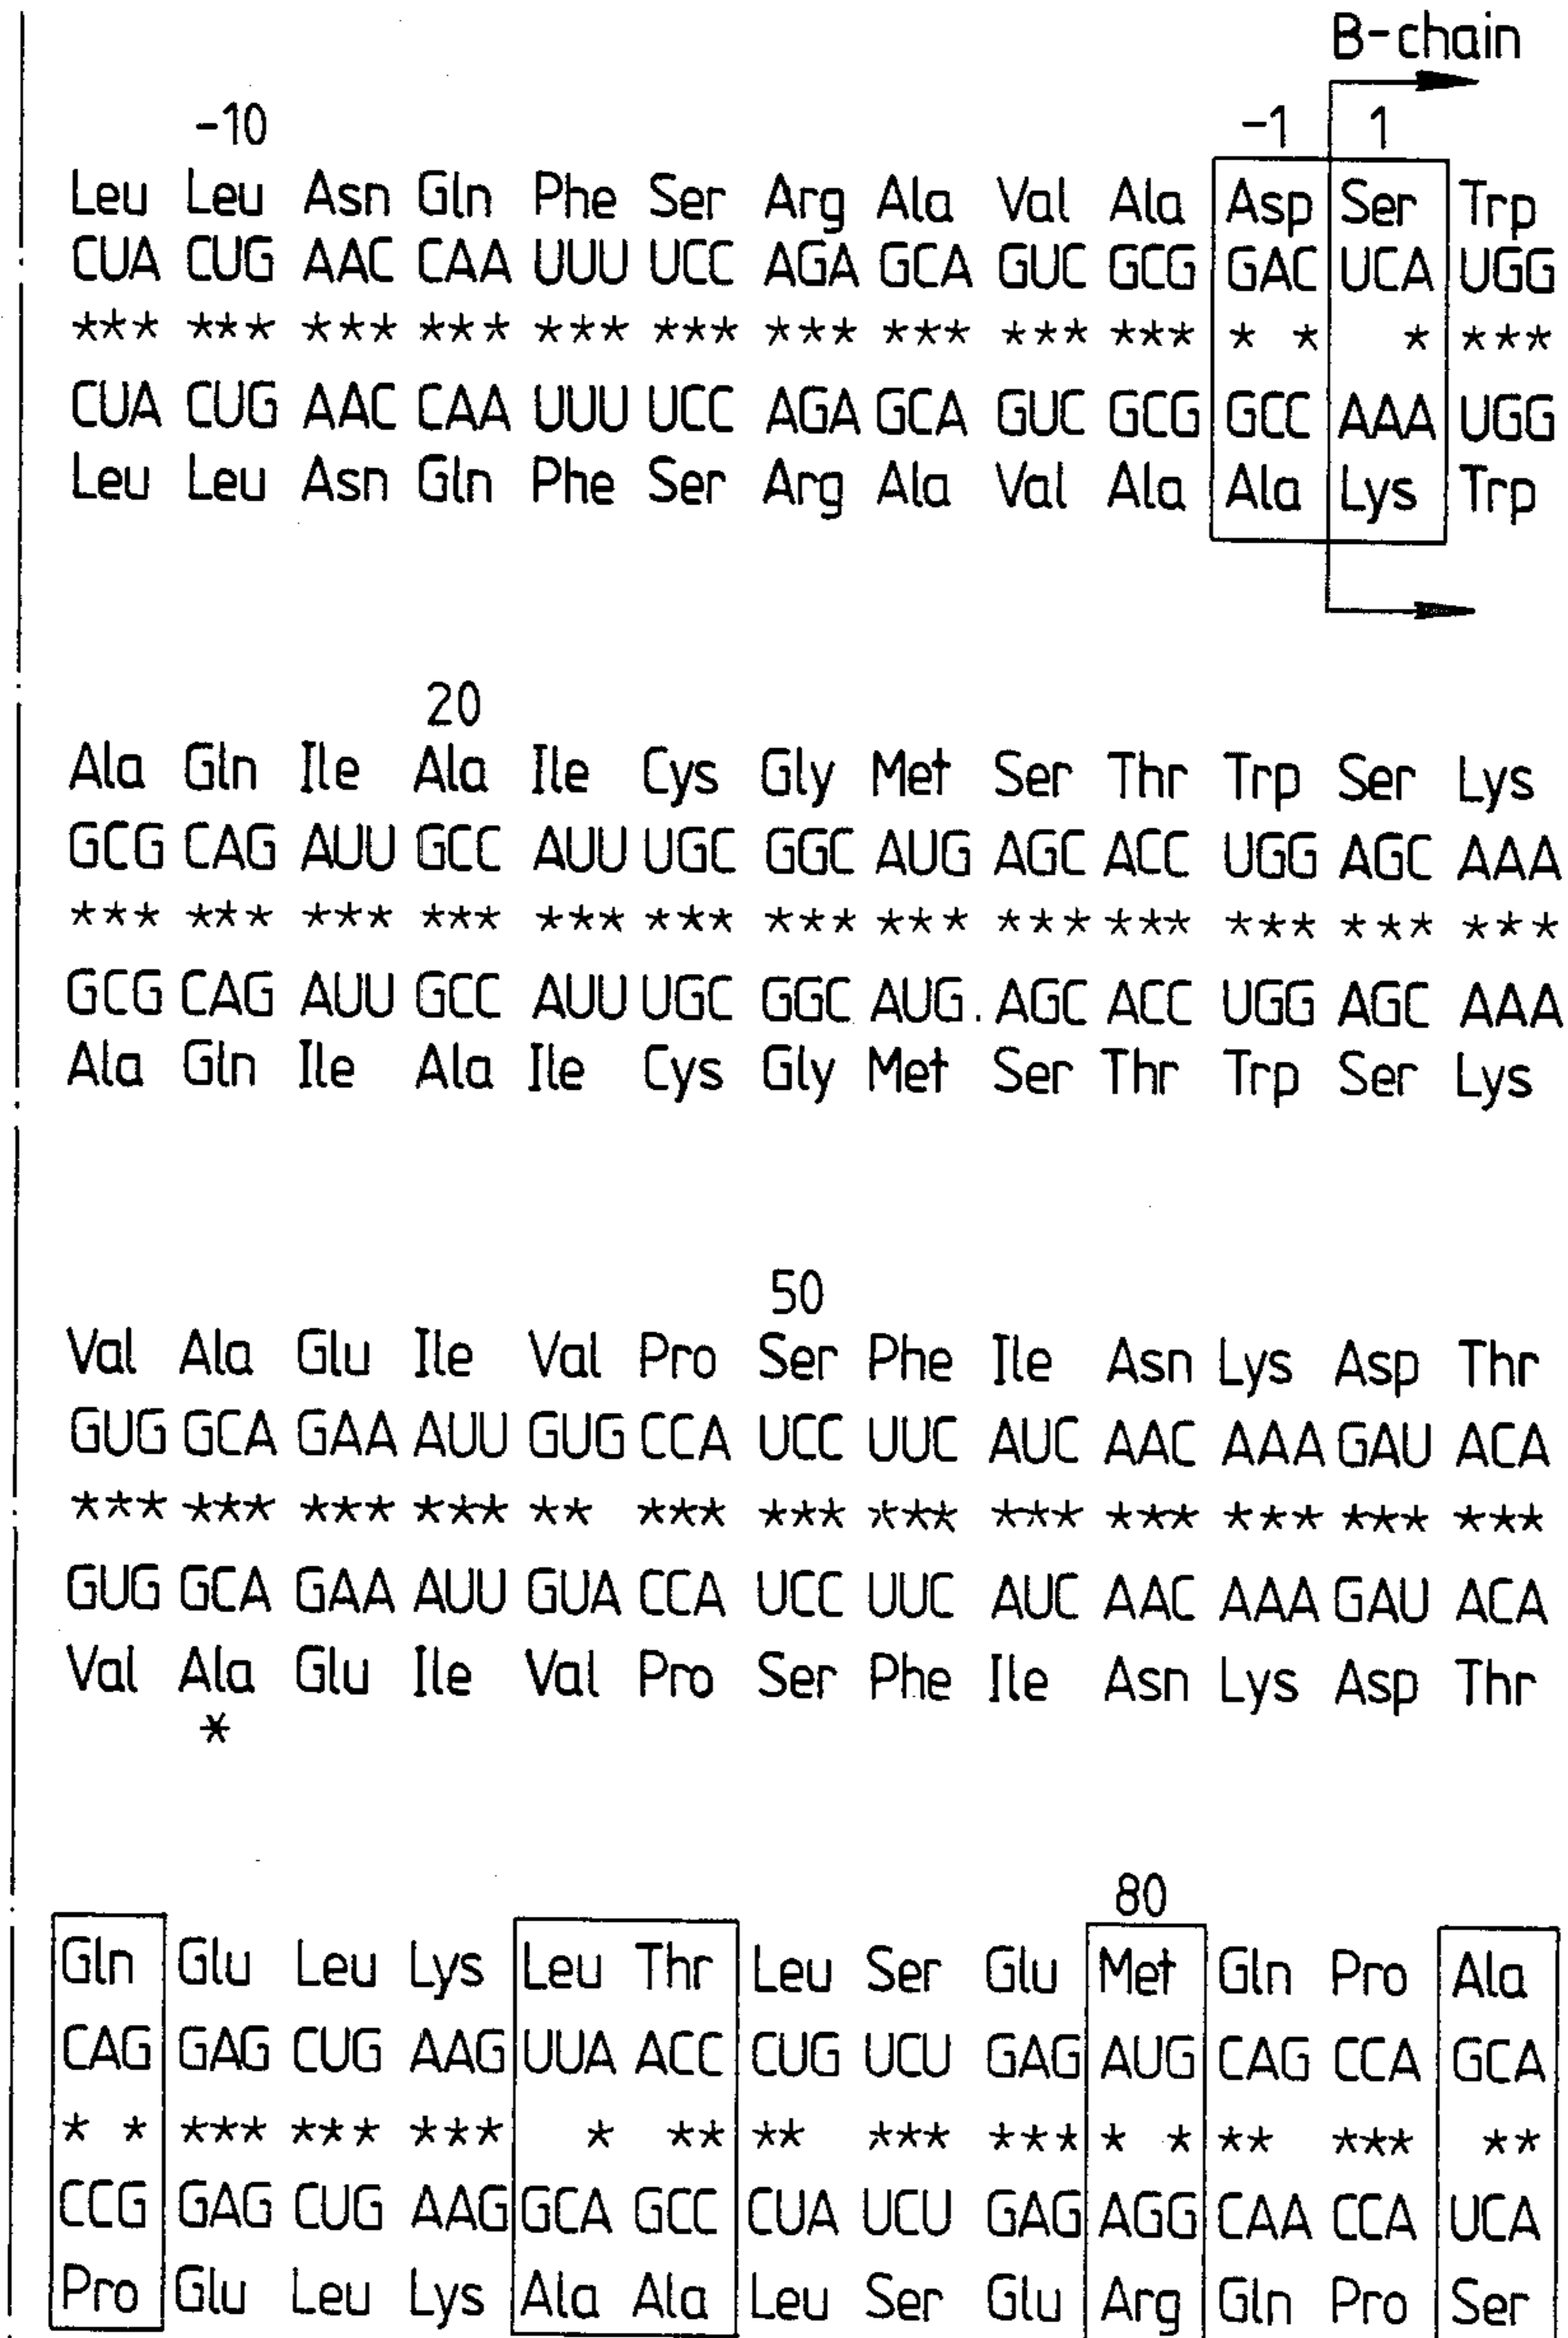 B-chain
-10 -1 1
Leu Leu Asn Gln Phe Ser Arg Ala Val Ala Asp Ser Trp
CUA CUG AAC CAA UUU UCC AGA GCA GUC GCG GAC UCA UGG
*** *** *** *** *** *** *** *** *** *** * * * ***
CUA CUG AAC CAA UUU UCC AGA GCA GUC GCG GCC AAA UGG
Leu Leu Asn Gln Phe Ser Arg Ala Val Ala Ala Lys Trp
20
Ala Gln Ile Ala Ile Cys Gly Met Ser Thr Trp Ser Lys
GCG CAG AUU GCC AUU UGC GGC AUG AGC ACC UGG AGC AAA
*** *** *** *** *** *** *** *** *** *** *** *** ***
GCG CAG AUU GCC AUU UGC GGC AUG. AGC ACC UGG AGC AAA
Ala Gln Ile Ala Ile Cys Gly Met Ser Thr Trp Ser Lys
50
Val Ala Glu Ile Val Pro Ser Phe Ile Asn Lys Asp Thr
GUG GCA GAA AUU GUG CCA UCC UUC AUC AAC AAA GAU ACA
*** *** *** *** ** *** *** *** *** *** *** *** ***
GUG GCA GAA AUU GUA CCA UCC UUC AUC AAC AAA GAU ACA
Val Ala Glu Ile Val Pro Ser Phe Ile Asn Lys Asp Thr
*
80
Gln Glu Leu Lys Leu Thr Leu Ser Glu Met Gln Pro Ala
CAG GAG CUG AAG UUA ACC CUG UCU GAG AUG CAG CCA GCA
* * *** *** *** * ** ** *** *** * * ** *** **
CCG GAG CUG AAG GCA GCC CUA UCU GAG AGG CAA CCA UCA
Pro Glu Leu Lys Ala Ala Leu Ser Glu Arg Gln Pro Ser